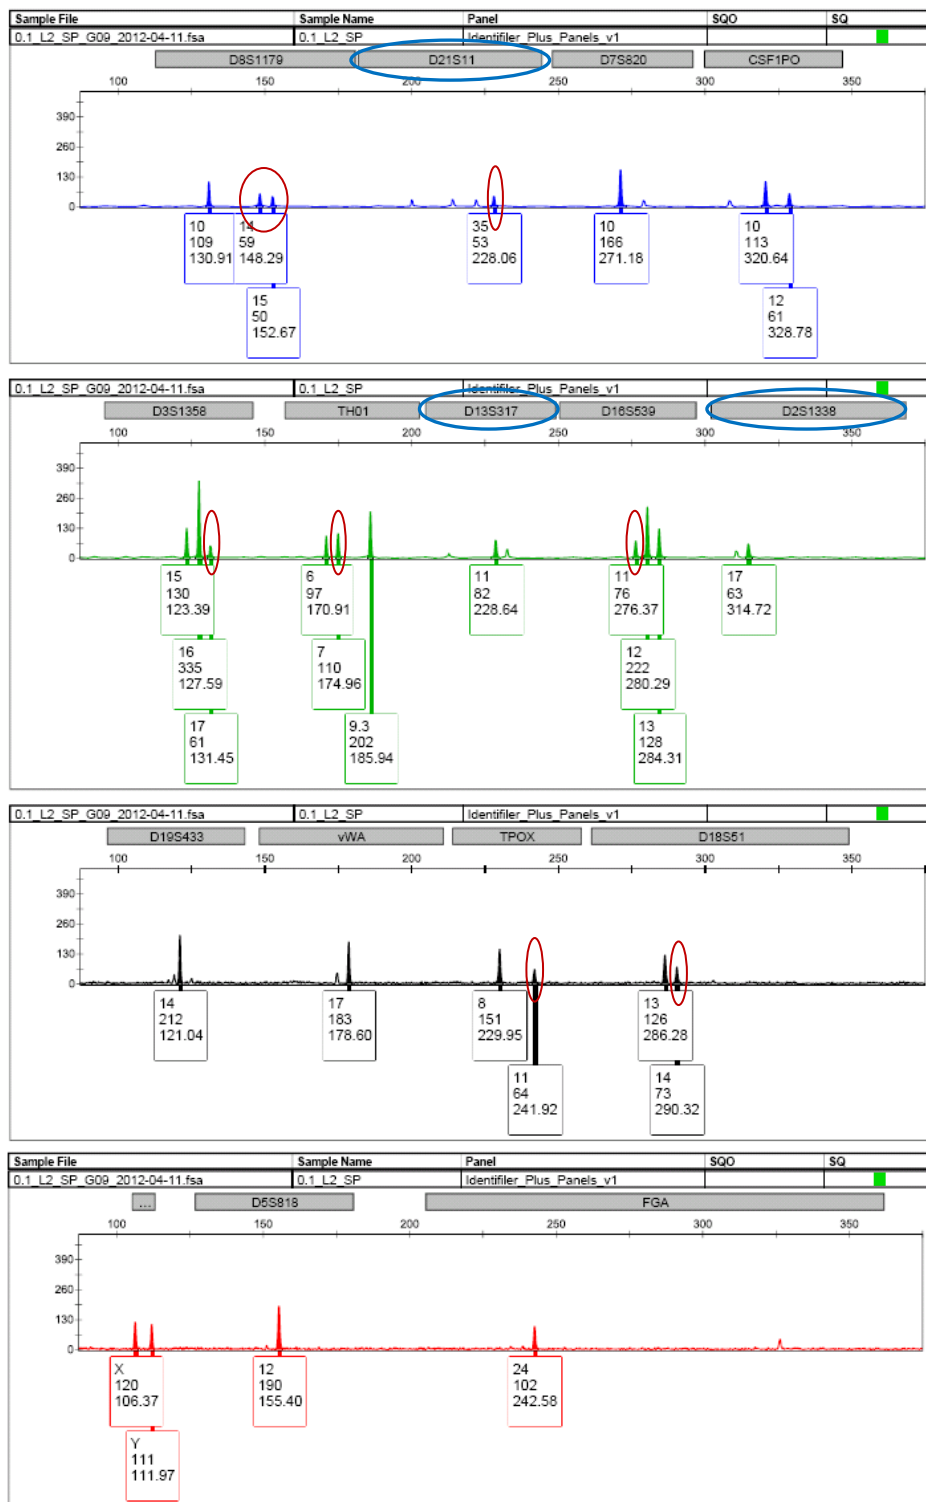 Sample File Sample Name Panel SQO SQ
0.1_L2_SP_G09_2012-04-11.fsa 0.1_L2_SP Identifiler_Plus_Panels_v1
D8S1179 D21S11 D7S820 CSF1PO
100 150 200 250 300 350
390
260
130
0
10 14 35 10 10
109 59 53 166 113
130.91 148.29 228.06 271.18 320.64
15 12
50 61
152.67 328.78
0.1_L2_SP_G09_2012-04-11.fsa 0.1_L2_SP Identifiler_Plus_Panels_v1
D3S1358 TH01 D13S317 D16S539 D2S1338
100 150 200 250 300 350
390
260
130
0
15 6 11 11 17
130 97 82 76 63
123.39 170.91 228.64 276.37 314.72
16 7 12
335 110 222
127.59 174.96 280.29
17 9.3 13
61 202 128
131.45 185.94 284.31
0.1_L2_SP_G09_2012-04-11.fsa 0.1_L2_SP Identifiler_Plus_Panels_v1
D19S433 vWA TPOX D18S51
100 150 200 250 300 350
390
260
130
0
14 17 8 13
212 183 151 126
121.04 178.60 229.95 286.28
11 14
64 73
241.92 290.32
Sample File Sample Name Panel SQO SQ
0.1_L2_SP_G09_2012-04-11.fsa 0.1_L2_SP Identifiler_Plus_Panels_v1
... D5S818 FGA
100 150 200 250 300 350
390
260
130
0
X 12 24
120 190 102
106.37 155.40 242.58
Y
111
111.97